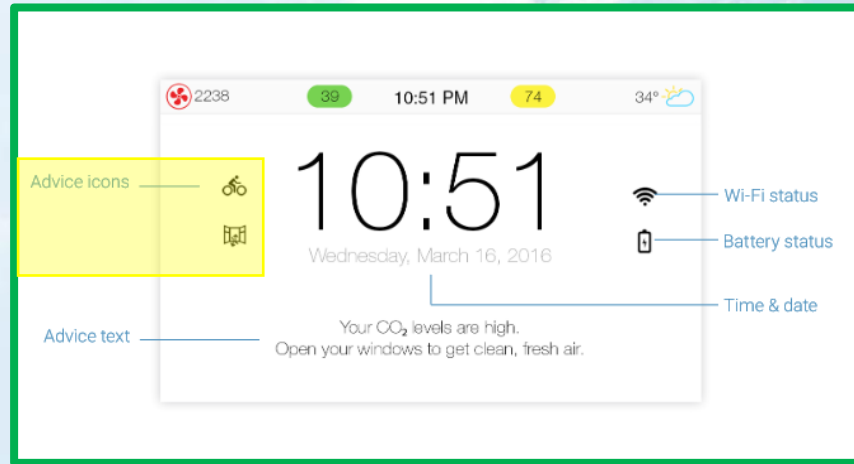 2238 39 10:51 PM 74 34°
10:51
Wednesday, March 16, 2016
Your CO₂ levels are high.
Open your windows to get clean, fresh air.
Advice icons
Advice text
Wi-Fi status
Battery status
Time & date